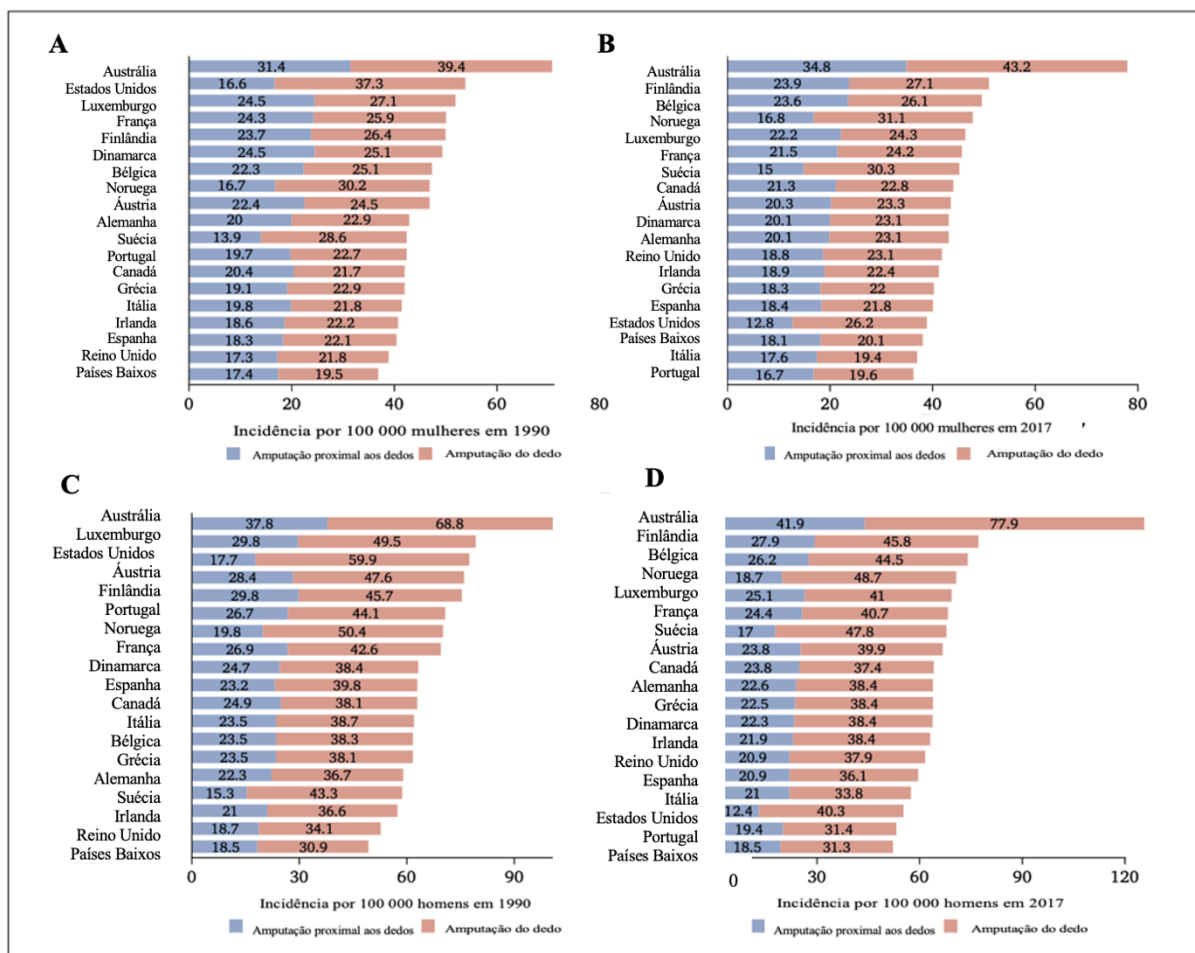 A
Austrália 31.4 39.4
Estados Unidos 16.6 37.3
Luxemburgo 24.5 27.1
França 24.3 25.9
Finlândia 23.7 26.4
Dinamarca 24.5 25.1
Bélgica 22.3 25.1
Noruega 16.7 30.2
Áustria 22.4 24.5
Alemanha 20 22.9
Suécia 13.9 28.6
Portugal 19.7 22.7
Canadá 20.4 21.7
Grécia 19.1 22.9
Itália 19.8 21.8
Irlanda 18.6 22.2
Espanha 18.3 22.1
Reino Unido 17.3 21.8
Países Baixos 17.4 19.5
0 20 40 60 80
Incidência por 100 000 mulheres em 1990
Amputação proximal aos dedos Amputação do dedo
B
Austrália 34.8 43.2
Finlândia 23.9 27.1
Bélgica 23.6 26.1
Noruega 16.8 31.1
Luxemburgo 22.2 24.3
França 21.5 24.2
Suécia 15 30.3
Canadá 21.3 22.8
Áustria 20.3 23.3
Dinamarca 20.1 23.1
Alemanha 20.1 23.1
Reino Unido 18.8 23.1
Irlanda 18.9 22.4
Grécia 18.3 22
Espanha 18.4 21.8
Estados Unidos 12.8 26.2
Países Baixos 18.1 20.1
Itália 17.6 19.4
Portugal 16.7 19.6
0 20 40 60 80
Incidência por 100 000 mulheres em 2017
Amputação proximal aos dedos Amputação do dedo
C
Austrália 37.8 68.8
Luxemburgo 29.8 49.5
Estados Unidos 17.7 59.9
Áustria 28.4 47.6
Finlândia 29.8 45.7
Portugal 26.7 44.1
Noruega 19.8 50.4
França 26.9 42.6
Dinamarca 24.7 38.4
Espanha 23.2 39.8
Canadá 24.9 38.1
Itália 23.5 38.7
Bélgica 23.5 38.3
Grécia 23.5 38.1
Alemanha 22.3 36.7
Suécia 15.3 43.3
Irlanda 21 36.6
Reino Unido 18.7 34.1
Países Baixos 18.5 30.9
0 30 60 90
Incidência por 100 000 homens em 1990
Amputação proximal aos dedos Amputação do dedo
D
Austrália 41.9 77.9
Finlândia 27.9 45.8
Bélgica 26.2 44.5
Noruega 18.7 48.7
Luxemburgo 25.1 41
França 24.4 40.7
Suécia 17 47.8
Áustria 23.8 39.9
Canadá 23.8 37.4
Alemanha 22.6 38.4
Grécia 22.5 38.4
Dinamarca 22.3 38.4
Irlanda 21.9 38.4
Reino Unido 20.9 37.9
Espanha 20.9 36.1
Itália 21 33.8
Estados Unidos 12.4 40.3
Portugal 19.4 31.4
Países Baixos 18.5 31.3
0 30 60 90 120
Incidência por 100 000 homens em 2017
Amputação proximal aos dedos Amputação do dedo